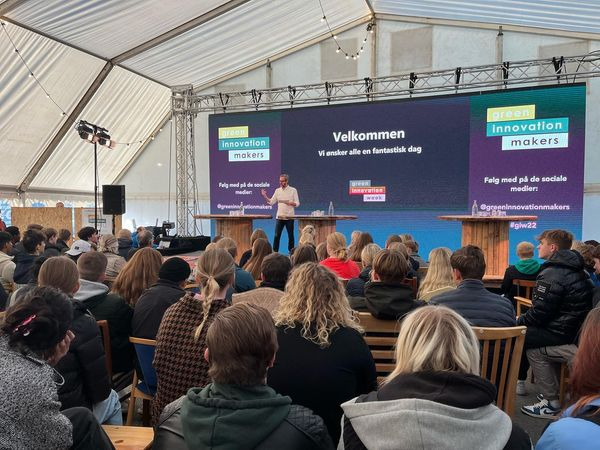 green
innovation
makers
Følg med på de sociale
medier:
@greeninnovationmakers
Velkommen
Vi ønsker alle en fantastisk dag
green
innovation
week
green
innovation
makers
Følg med på de sociale
medier:
@greeninnovationmakers
#giw22